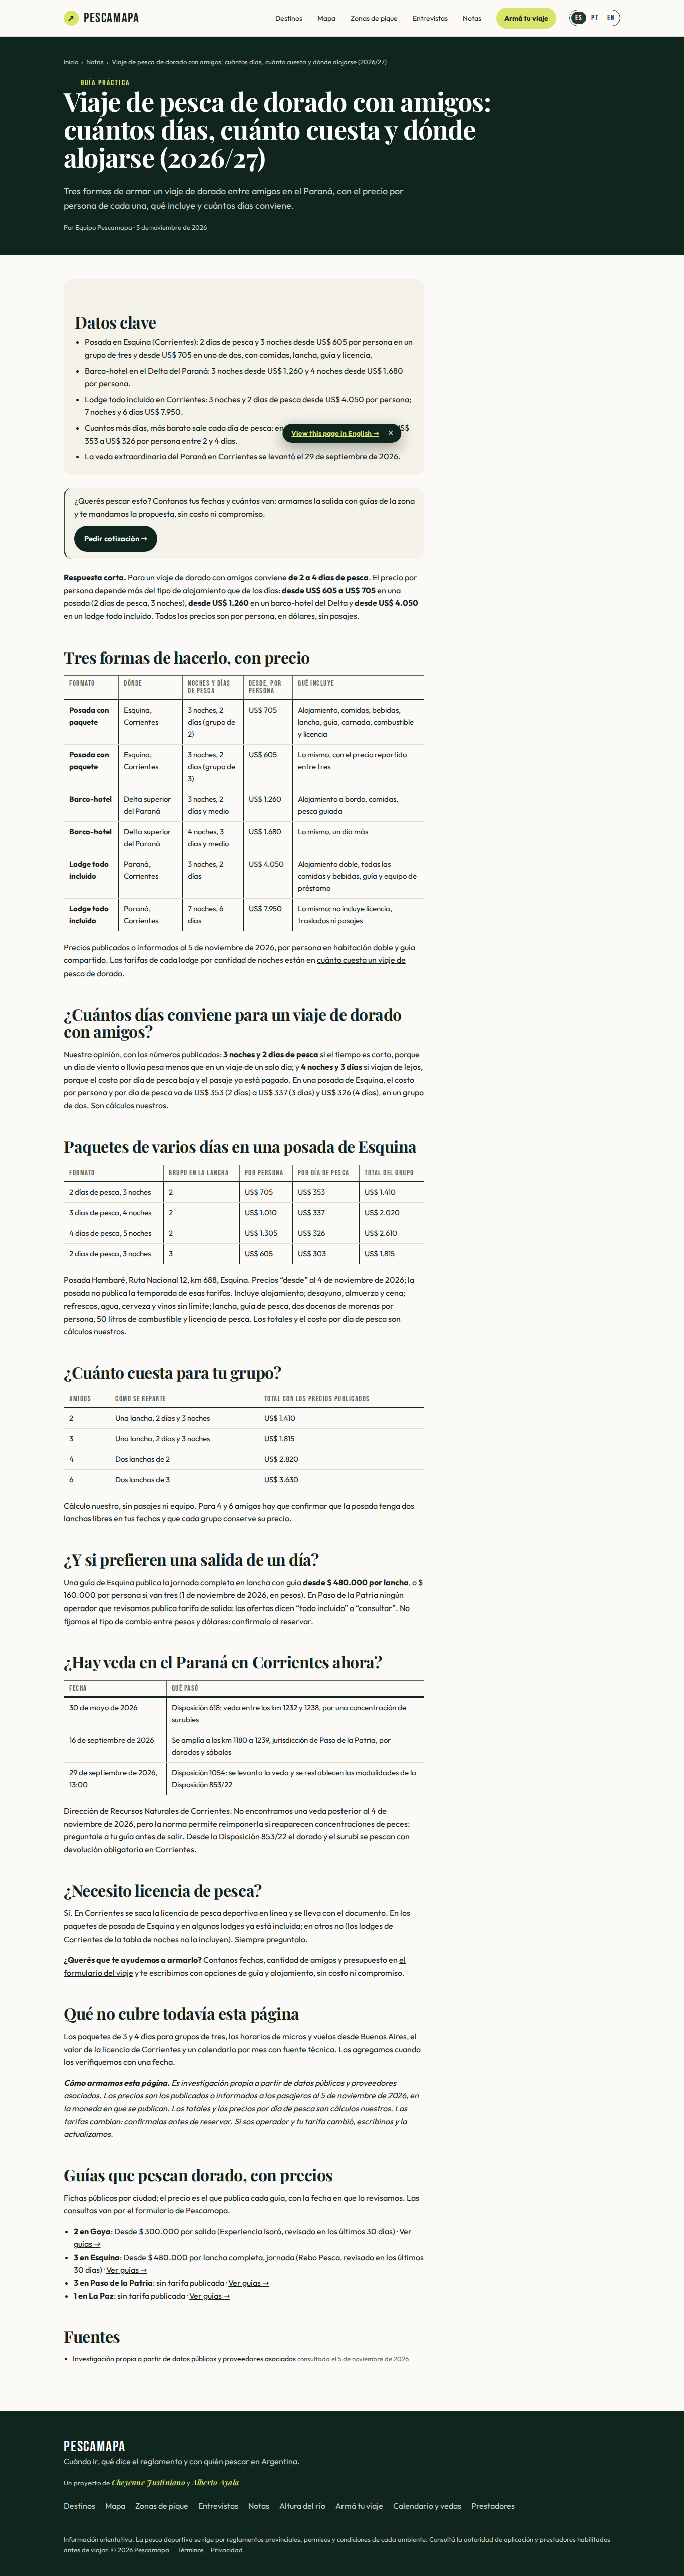 PESCAMAPA
Destinos Mapa Zonas de pique Entrevistas Notas Armá tu viaje ES PT EN
Inicio › Notas › Viaje de pesca de dorado con amigos: cuántos días, cuánto cuesta y dónde alojarse (2026/27)
GUÍA PRÁCTICA
Viaje de pesca de dorado con amigos:
cuántos días, cuánto cuesta y dónde
alojarse (2026/27)
Tres formas de armar un viaje de dorado entre amigos en el Paraná, con el precio por
persona de cada una, qué incluye y cuántos días conviene.
Por Equipo Pescamapa · 5 de noviembre de 2026
Datos clave
• Posada en Esquina (Corrientes): 2 días de pesca y 3 noches desde US$ 605 por persona en un
grupo de tres y desde US$ 705 en uno de dos, con comidas, lancha, guía y licencia.
• Barco-hotel en el Delta del Paraná: 3 noches desde US$ 1.260 y 4 noches desde US$ 1.680
por persona.
• Lodge todo incluido en Corrientes: 3 noches y 2 días de pesca desde US$ 4.050 por persona;
7 noches y 6 días US$ 7.950.
• Cuantos más días, más barato sale cada día de pesca: en
353 a US$ 326 por persona entre 2 y 4 días.
View this page in English → ✕
• La veda extraordinaria del Paraná en Corrientes se levantó el 29 de septiembre de 2026.
¿Querés pescar esto? Contanos tus fechas y cuántos van: armamos la salida con guías de la zona
y te mandamos la propuesta, sin costo ni compromiso.
Pedir cotización →
Respuesta corta. Para un viaje de dorado con amigos conviene de 2 a 4 días de pesca. El precio por
persona depende más del tipo de alojamiento que de los días: desde US$ 605 a US$ 705 en una
posada (2 días de pesca, 3 noches), desde US$ 1.260 en un barco-hotel del Delta y desde US$ 4.050
en un lodge todo incluido. Todos los precios son por persona, en dólares, sin pasajes.
Tres formas de hacerlo, con precio
FORMATO DÓNDE NOCHES Y DÍAS DE PESCA DESDE, POR PERSONA QUÉ INCLUYE
Posada con paquete Esquina, Corrientes 3 noches, 2 días (grupo de 2) US$ 705 Alojamiento, comidas, bebidas, lancha, guía, carnada, combustible y licencia
Posada con paquete Esquina, Corrientes 3 noches, 2 días (grupo de 3) US$ 605 Lo mismo, con el precio repartido entre tres
Barco-hotel Delta superior del Paraná 3 noches, 2 días y medio US$ 1.260 Alojamiento a bordo, comidas, pesca guiada
Barco-hotel Delta superior del Paraná 4 noches, 3 días y medio US$ 1.680 Lo mismo, un día más
Lodge todo incluido Paraná, Corrientes 3 noches, 2 días US$ 4.050 Alojamiento doble, todas las comidas y bebidas, guía y equipo de préstamo
Lodge todo incluido Paraná, Corrientes 7 noches, 6 días US$ 7.950 Lo mismo; no incluye licencia, traslados ni pasajes
Precios publicados o informados al 5 de noviembre de 2026, por persona en habitación doble y guía
compartido. Las tarifas de cada lodge por cantidad de noches están en cuánto cuesta un viaje de
pesca de dorado.
¿Cuántos días conviene para un viaje de dorado
con amigos?
Nuestra opinión, con los números publicados: 3 noches y 2 días de pesca si el tiempo es corto, porque
un día de viento o lluvia pesa menos que en un viaje de un solo día; y 4 noches y 3 días si viajan de lejos,
porque el costo por día de pesca baja y el pasaje ya está pagado. En una posada de Esquina, el costo
por persona y por día de pesca va de US$ 353 (2 días) a US$ 337 (3 días) y US$ 326 (4 días), en un grupo
de dos. Son cálculos nuestros.
Paquetes de varios días en una posada de Esquina
FORMATO GRUPO EN LA LANCHA POR PERSONA POR DÍA DE PESCA TOTAL DEL GRUPO
2 días de pesca, 3 noches 2 US$ 705 US$ 353 US$ 1.410
3 días de pesca, 4 noches 2 US$ 1.010 US$ 337 US$ 2.020
4 días de pesca, 5 noches 2 US$ 1.305 US$ 326 US$ 2.610
2 días de pesca, 3 noches 3 US$ 605 US$ 303 US$ 1.815
Posada Hambaré, Ruta Nacional 12, km 688, Esquina. Precios “desde” al 4 de noviembre de 2026; la
posada no publica la temporada de esas tarifas. Incluye alojamiento; desayuno, almuerzo y cena;
refrescos, agua, cerveza y vinos sin límite; lancha, guía de pesca, dos docenas de morenas por
persona, 50 litros de combustible y licencia de pesca. Los totales y el costo por día de pesca son
cálculos nuestros.
¿Cuánto cuesta para tu grupo?
AMIGOS CÓMO SE REPARTE TOTAL CON LOS PRECIOS PUBLICADOS
2 Una lancha, 2 días y 3 noches US$ 1.410
3 Una lancha, 2 días y 3 noches US$ 1.815
4 Dos lanchas de 2 US$ 2.820
6 Dos lanchas de 3 US$ 3.630
Cálculo nuestro, sin pasajes ni equipo. Para 4 y 6 amigos hay que confirmar que la posada tenga dos
lanchas libres en tus fechas y que cada grupo conserve su precio.
¿Y si prefieren una salida de un día?
Una guía de Esquina publica la jornada completa en lancha con guía desde $ 480.000 por lancha, o $
160.000 por persona si van tres (1 de noviembre de 2026, en pesos). En Paso de la Patria ningún
operador que revisamos publica tarifa de salida: las ofertas dicen “todo incluido” o “consultar”. No
fijamos el tipo de cambio entre pesos y dólares: confirmalo al reservar.
¿Hay veda en el Paraná en Corrientes ahora?
FECHA QUÉ PASÓ
30 de mayo de 2026 Disposición 618: veda entre los km 1232 y 1238, por una concentración de surubíes
16 de septiembre de 2026 Se amplía a los km 1180 a 1239, jurisdicción de Paso de la Patria, por dorados y sábalos
29 de septiembre de 2026, 13:00 Disposición 1054: se levanta la veda y se restablecen las modalidades de la Disposición 853/22
Dirección de Recursos Naturales de Corrientes. No encontramos una veda posterior al 4 de
noviembre de 2026, pero la norma permite reimponerla si reaparecen concentraciones de peces:
preguntale a tu guía antes de salir. Desde la Disposición 853/22 el dorado y el surubí se pescan con
devolución obligatoria en Corrientes.
¿Necesito licencia de pesca?
Sí. En Corrientes se saca la licencia de pesca deportiva en línea y se lleva con el documento. En los
paquetes de posada de Esquina y en algunos lodges ya está incluida; en otros no (los lodges de
Corrientes de la tabla de noches no la incluyen). Siempre preguntalo.
¿Querés que te ayudemos a armarlo? Contanos fechas, cantidad de amigos y presupuesto en el
formulario del viaje y te escribimos con opciones de guía y alojamiento, sin costo ni compromiso.
Qué no cubre todavía esta página
Los paquetes de 3 y 4 días para grupos de tres, los horarios de micros y vuelos desde Buenos Aires, el
valor de la licencia de Corrientes y un calendario por mes con fuente técnica. Los agregamos cuando
los verifiquemos con una fecha.
Cómo armamos esta página. Es investigación propia a partir de datos públicos y proveedores
asociados. Los precios son los publicados o informados a los pasajeros al 5 de noviembre de 2026, en
la moneda en que se publican. Los totales y los precios por día de pesca son cálculos nuestros. Las
tarifas cambian: confirmalas antes de reservar. Si sos operador y tu tarifa cambió, escribinos y la
actualizamos.
Guías que pescan dorado, con precios
Fichas públicas por ciudad; el precio es el que publica cada guía, con la fecha en que lo revisamos. Las
consultas van por el formulario de Pescamapa.
• 2 en Goya: Desde $ 300.000 por salida (Experiencia Isoró, revisado en los últimos 30 días) · Ver
guías →
• 3 en Esquina: Desde $ 480.000 por lancha completa, jornada (Rebo Pesca, revisado en los últimos
30 días) · Ver guías →
• 3 en Paso de la Patria: sin tarifa publicada · Ver guías →
• 1 en La Paz: sin tarifa publicada · Ver guías →
Fuentes
• Investigación propia a partir de datos públicos y proveedores asociados consultada el 5 de noviembre de 2026
PESCAMAPA
Cuándo ir, qué dice el reglamento y con quién pescar en Argentina.
Un proyecto de Cheyenne Justiniano y Alberto Ayala
Destinos Mapa Zonas de pique Entrevistas Notas Altura del río Armá tu viaje Calendario y vedas Prestadores
Información orientativa. La pesca deportiva se rige por reglamentos provinciales, permisos y condiciones de cada ambiente. Consultá la autoridad de aplicación y prestadores habilitados
antes de viajar. © 2026 Pescamapa Términos Privacidad